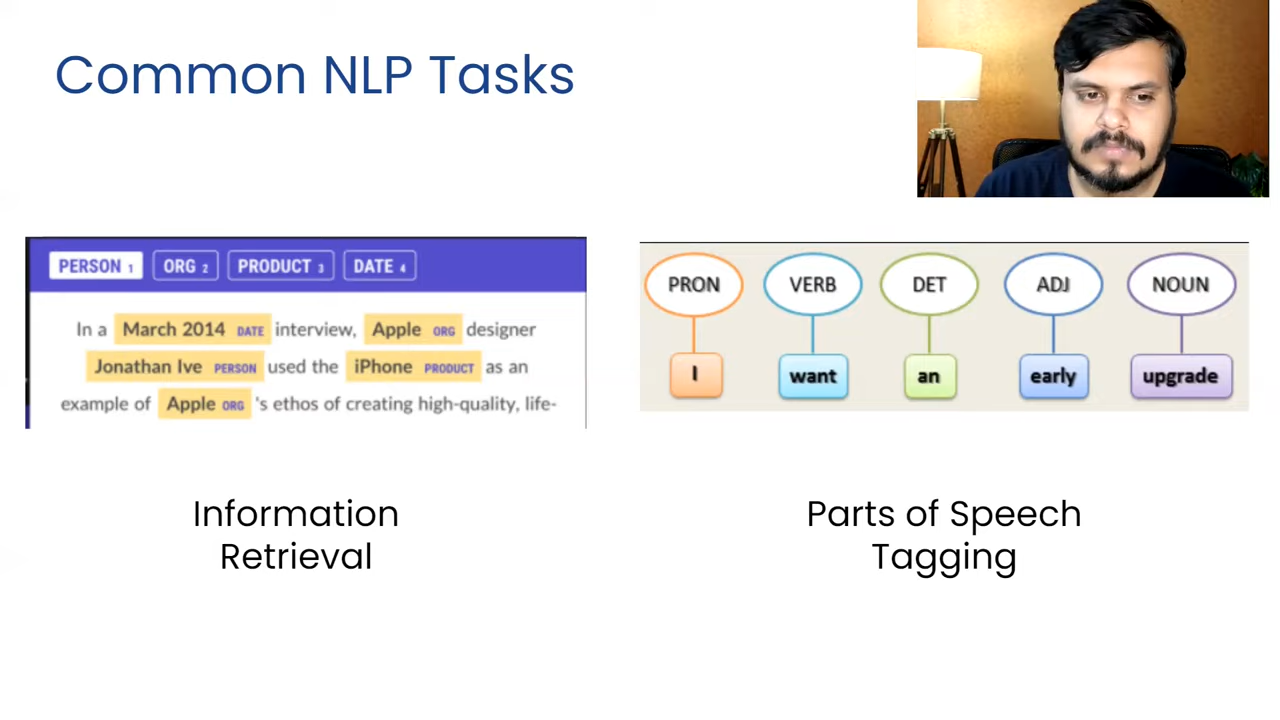 Common NLP Tasks
PERSON 1 ORG 2 PRODUCT 3 DATE 4
In a March 2014 DATE interview, Apple ORG designer
Jonathan Ive PERSON used the iPhone PRODUCT as an
example of Apple ORG 's ethos of creating high-quality, life-
PRON VERB DET ADJ NOUN
I want an early upgrade
Information
Retrieval
Parts of Speech
Tagging